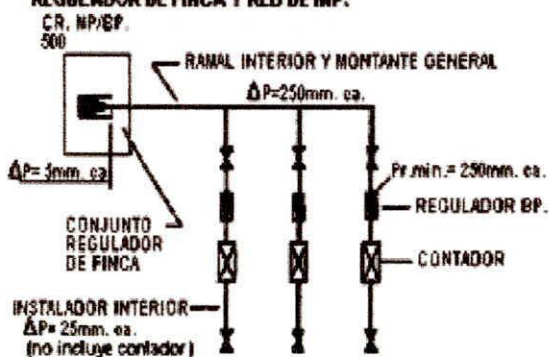 REGULADOR DE FINCA Y RED DE MP.
CR. MP/BP.
500
RAMAL INTERIOR Y MONTANTE GENERAL
ΔP=250mm. ca.
ΔP= 5mm. ca
Pr.min.= 250mm. ca.
REGULADOR BP.
CONJUNTO
REGULADOR
DE FINCA
CONTADOR
INSTALADOR INTERIOR
ΔP= 25mm. ca.
(no incluye contador)